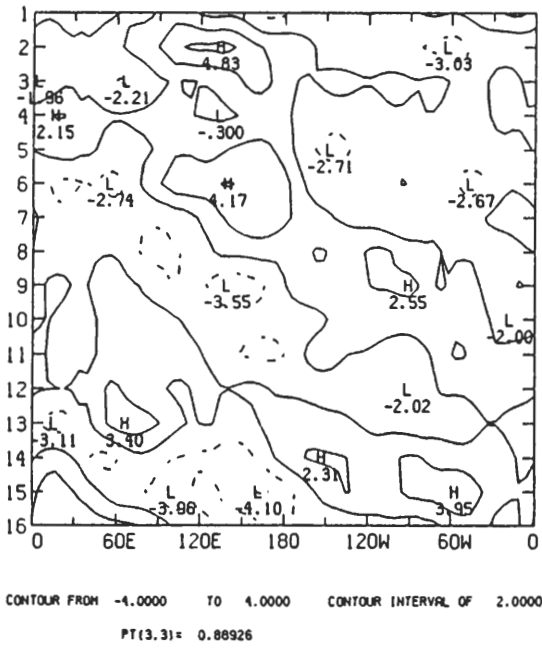 1
2
H
4.83
L
-3.03
3
L
L
-2.21
4
H
2.15
L
-.300
5
L
-2.71
6
L
-2.74
H
4.17
L
-2.67
7
8
9
L
-3.55
H
2.55
10
L
-2.00
11
12
L
-2.02
13
L
-3.11
H
3.40
14
H
2.31
15
L
L
-4.10
H
3.95
16
0 60E 120E 180 120W 60W 0
CONTOUR FROM -4.0000 TO 4.0000 CONTOUR INTERVAL OF 2.0000
PT(3,3)= 0.88926